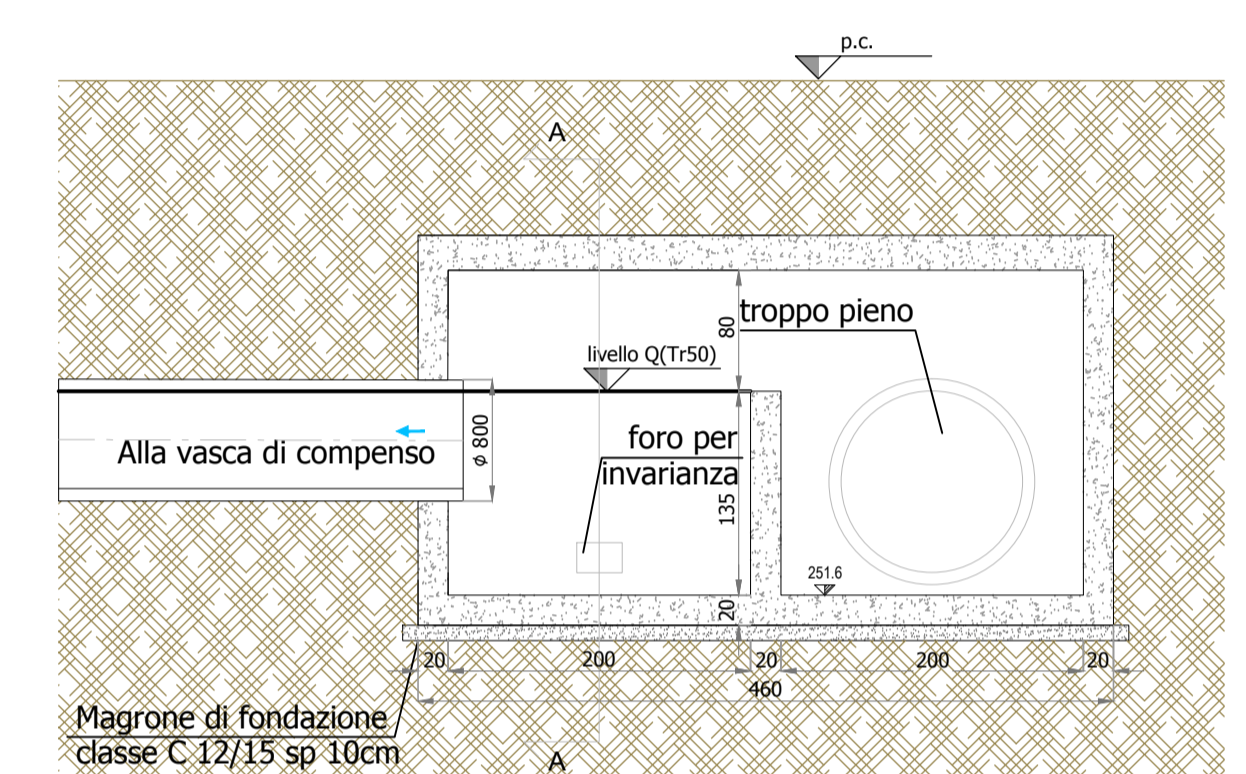 p.c.
A
troppo pieno
80
livello Q(Tr50)
Alla vasca di compenso
ϕ 800
foro per
invarianza
135
251.6
20
20
200
20
200
20
460
Magrone di fondazione
classe C 12/15 sp 10cm
A